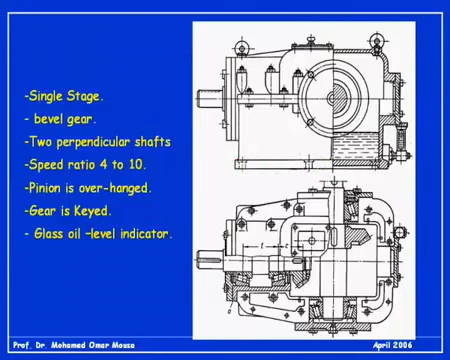 -Single Stage.
- bevel gear.
-Two perpendicular shafts
-Speed ratio 4 to 10.
-Pinion is over-hanged.
-Gear is Keyed.
- Glass oil –level indicator.
l
c
a
Prof. Dr. Mohamed Omar Mousa
April 2006